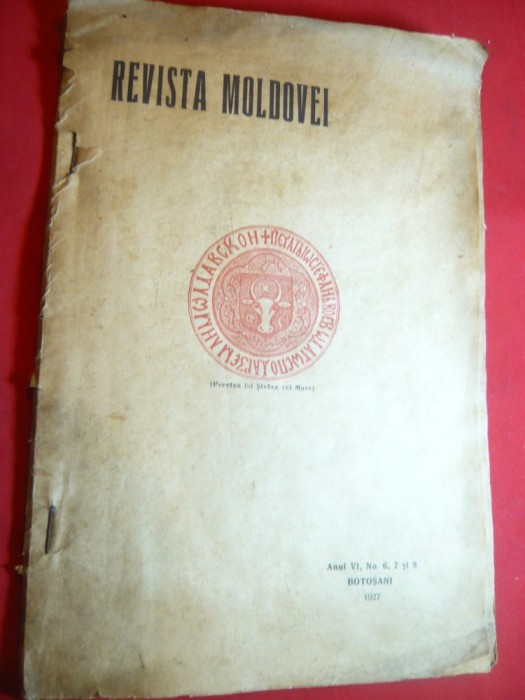 REVISTA MOLDOVEI
(Pecetea lui Ștefan cel Mare)
Anul VI, No 6, 7 și 8
BOTOȘANI
1927